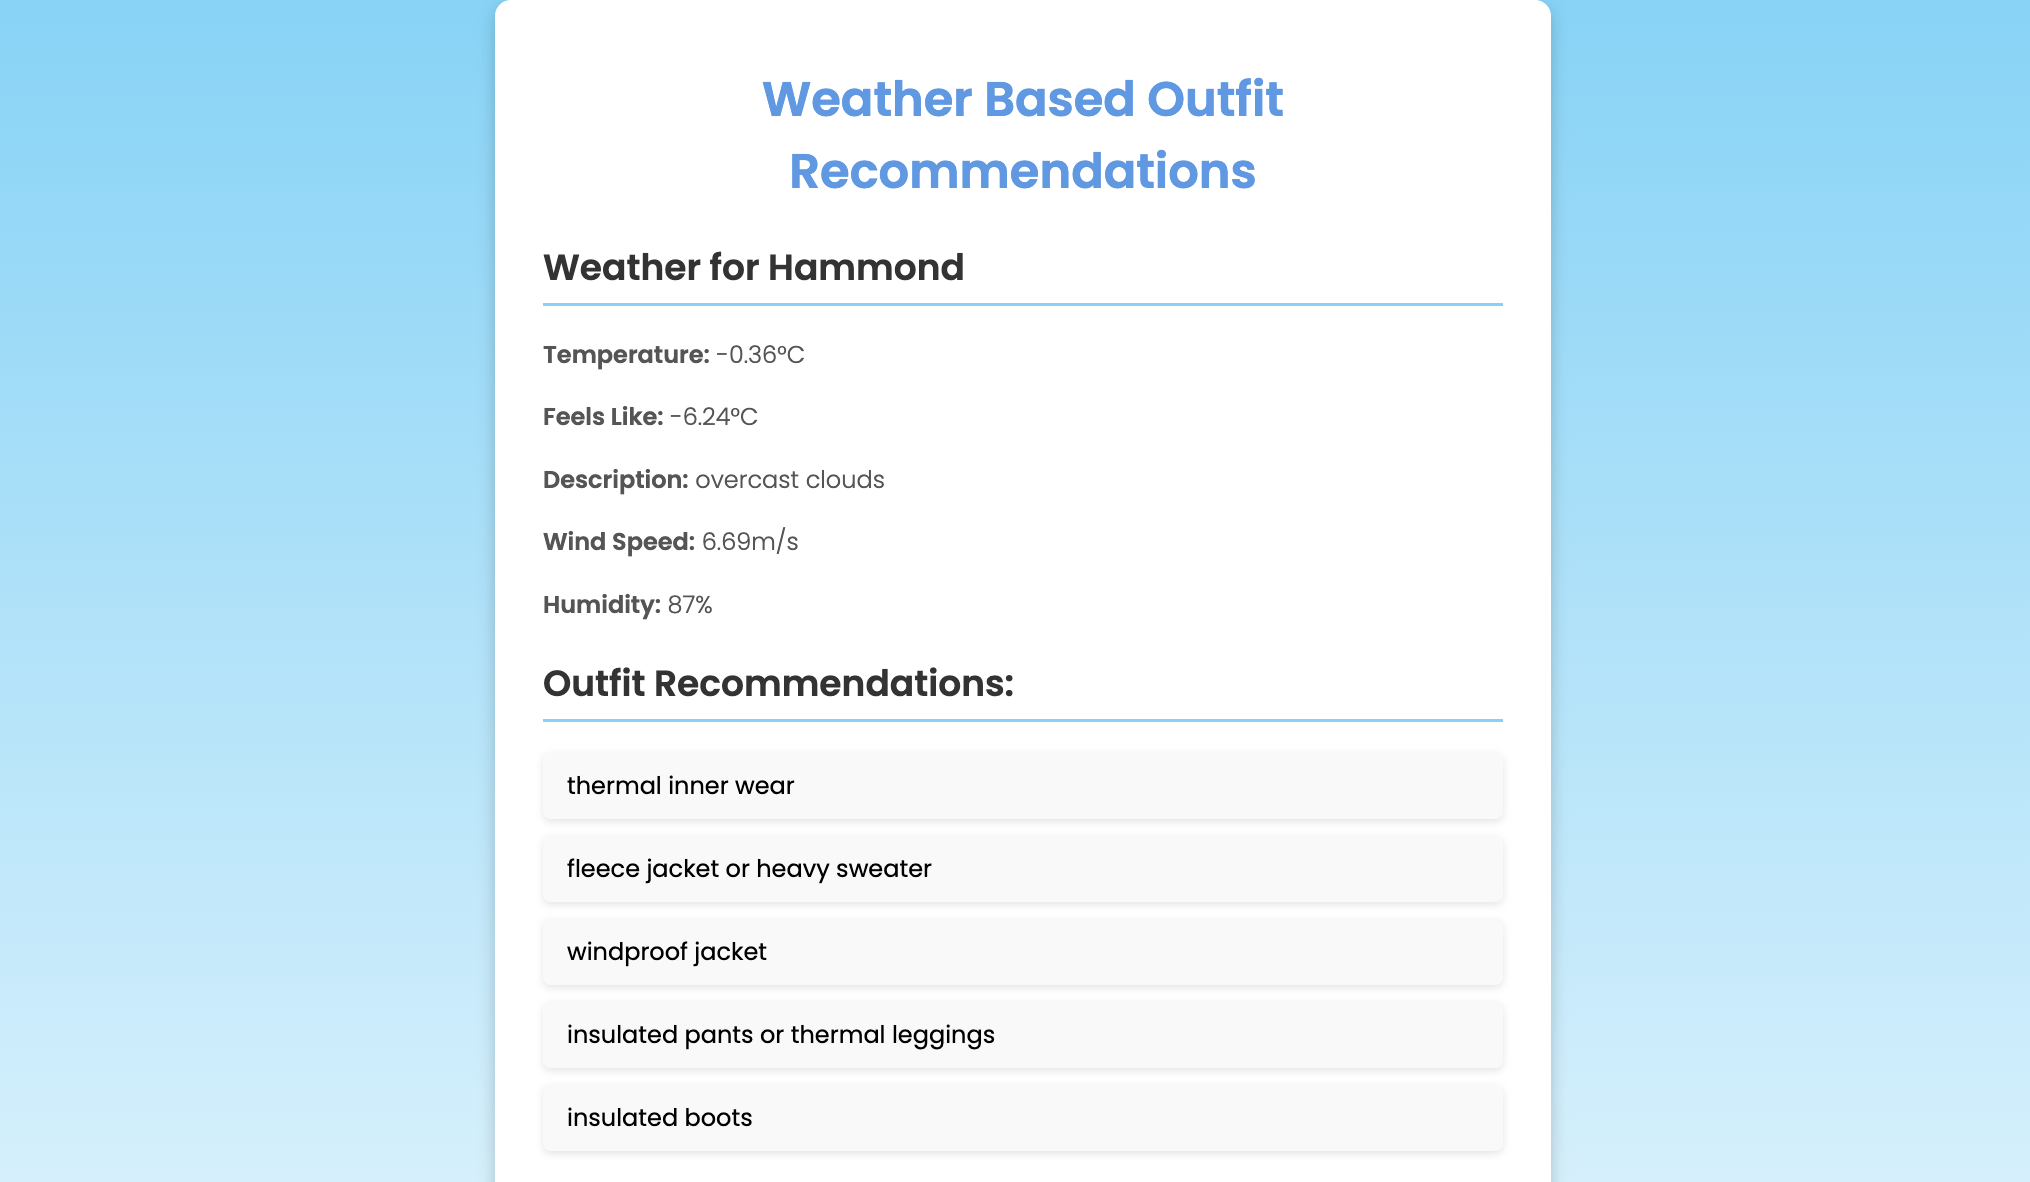 Weather Based Outfit
Recommendations
Weather for Hammond
Temperature: -0.36°C
Feels Like: -6.24°C
Description: overcast clouds
Wind Speed: 6.69m/s
Humidity: 87%
Outfit Recommendations:
thermal inner wear
fleece jacket or heavy sweater
windproof jacket
insulated pants or thermal leggings
insulated boots